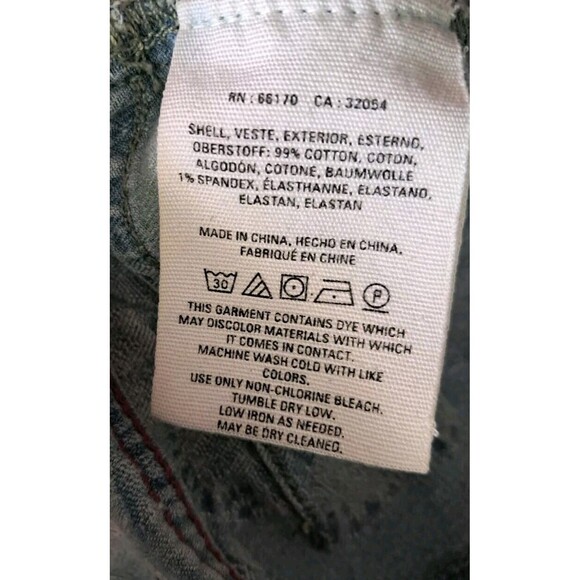 RN : 66170 CA : 32054
SHELL, VESTE, EXTERIOR, ESTERNO,
OBERSTOFF: 99% COTTON, COTON,
ALGODÓN, COTONE, BAUMWOLLE
1% SPANDEX, ÉLASTHANNE, ELASTANO,
ELASTAN, ELASTAN
MADE IN CHINA, HECHO EN CHINA,
FABRIQUÉ EN CHINE
30 P
THIS GARMENT CONTAINS DYE WHICH
MAY DISCOLOR MATERIALS WITH WHICH
IT COMES IN CONTACT.
MACHINE WASH COLD WITH LIKE
COLORS.
USE ONLY NON-CHLORINE BLEACH.
TUMBLE DRY LOW.
LOW IRON AS NEEDED.
MAY BE DRY CLEANED.